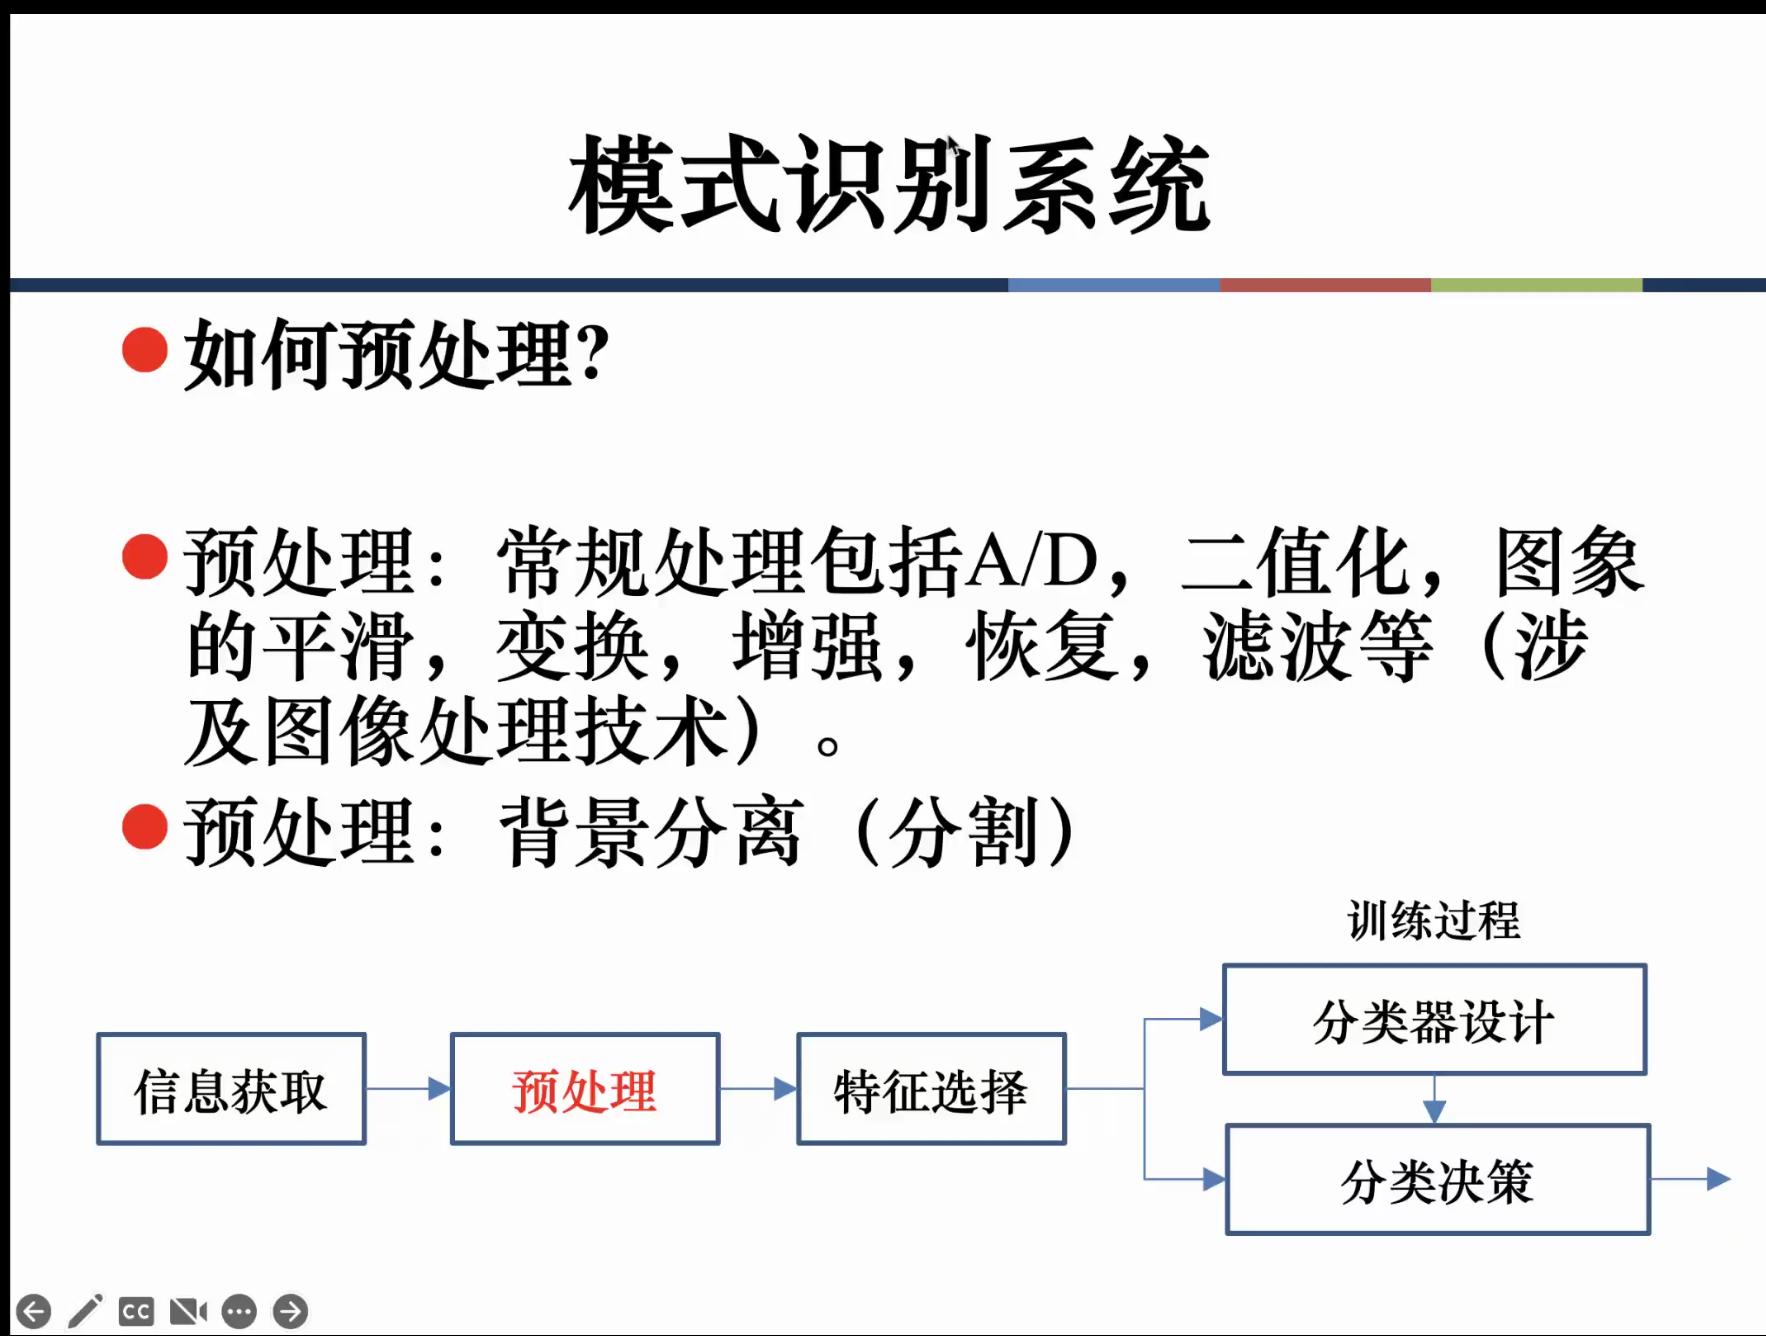 模式识别系统
如何预处理?
预处理：常规处理包括A/D，二值化，图象
的平滑，变换，增强，恢复，滤波等（涉
及图像处理技术）。
预处理：背景分离（分割）
训练过程
分类器设计
信息获取
预处理
特征选择
分类决策
CC